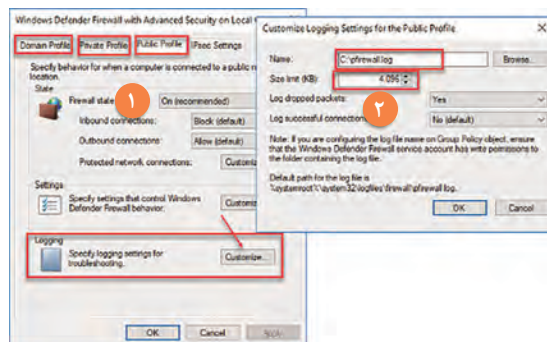 Windows Defender Firewall with Advanced Security on Local
Domain Profile Private Profile Public Profile IPsec Settings
Specify behavior for when a computer is connected to a public
location.
State
Firewall state: On (recommended)
Inbound connections: Block (default)
Outbound connections: Allow (default)
Protected network connections:
١
Settings
Specify settings that control Windows
Defender Firewall behavior.
Logging
Specify logging settings for
troubleshooting.
Customize...
OK Cancel Apply
Customize Logging Settings for the Public Profile
Name: C:\pfirewall.log Browse...
Size limit (KB): 4,096
٢
Log dropped packets: Yes
Log successful connections: No (default)
Note: If you are configuring the log file name on Group Policy object, ensure
that the Windows Defender Firewall service account has write permissions to
the folder containing the log file.
Default path for the log file is
%systemroot%\system32\logfiles\firewall\pfirewall.log.
OK Cancel